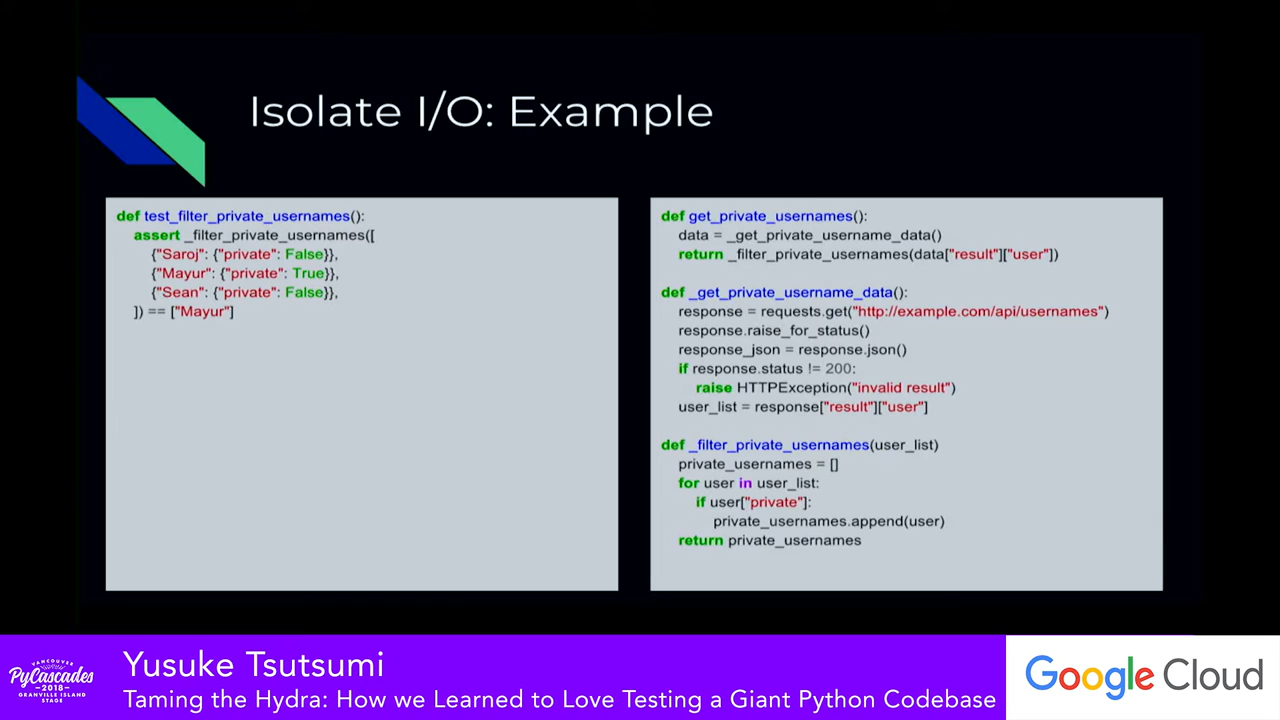 Isolate I/O: Example
def test_filter_private_usernames():
assert _filter_private_usernames([
{"Saroj": {"private": False}},
{"Mayur": {"private": True}},
{"Sean": {"private": False}},
]) == ["Mayur"]
def get_private_usernames():
data = _get_private_username_data()
return _filter_private_usernames(data["result"]["user"])
def _get_private_username_data():
response = requests.get("http://example.com/api/usernames")
response.raise_for_status()
response_json = response.json()
if response.status != 200:
raise HTTPException("invalid result")
user_list = response["result"]["user"]
def _filter_private_usernames(user_list)
private_usernames = []
for user in user_list:
if user["private"]:
private_usernames.append(user)
return private_usernames
VANCOUVER
PyCascades
2018
GRANVILLE ISLAND
STAGE
Yusuke Tsutsumi
Taming the Hydra: How we Learned to Love Testing a Giant Python Codebase
Google Cloud